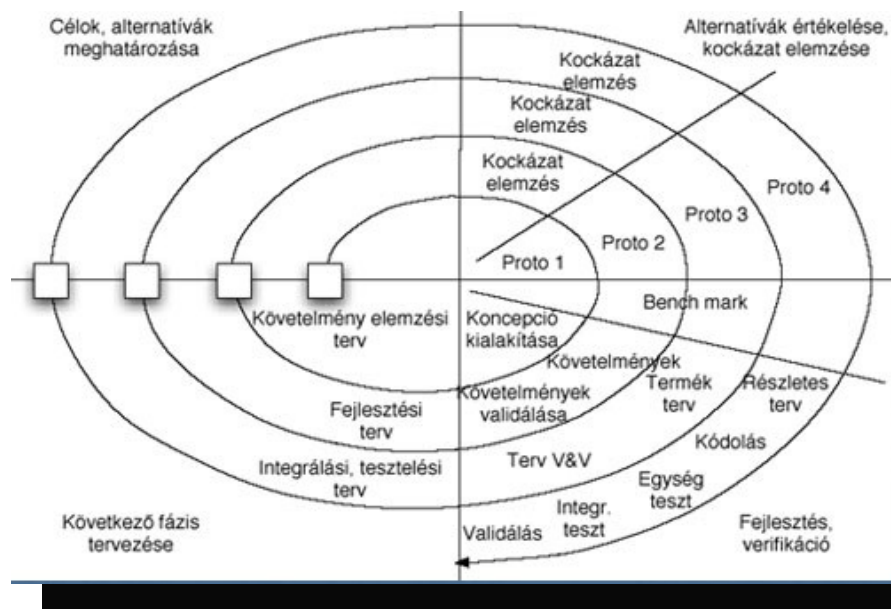 Célok, alternatívák
meghatározása
Alternatívák értékelése,
kockázat elemzése
Kockázat
elemzés
Kockázat
elemzés
Kockázat
elemzés
Proto 1
Proto 2
Proto 3
Proto 4
Követelmény elemzési
terv
Koncepció
kialakítása
Bench mark
Követelmények
Termék
terv
Részletes
terv
Fejlesztési
terv
Követelmények
validálása
Kódolás
Integrálási, tesztelési
terv
Terv V&V
Egység
teszt
Integr.
teszt
Validálás
Következő fázis
tervezése
Fejlesztés,
verifikáció